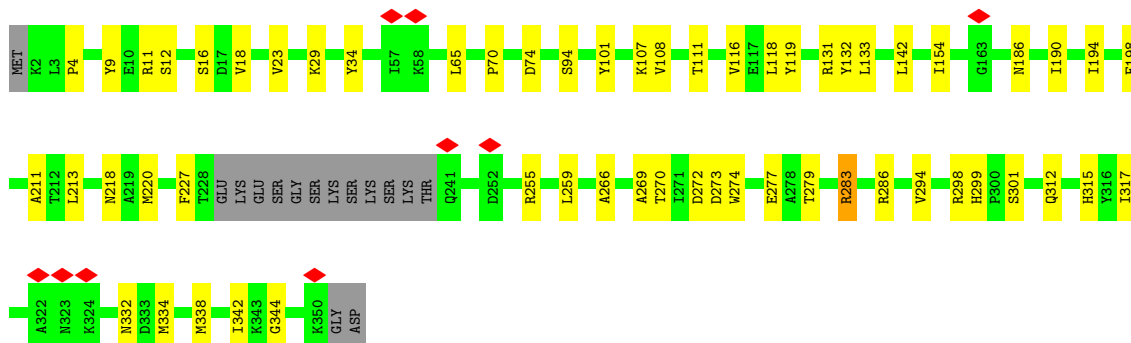 MET K2 L3 P4 Y9 E10 R11 S12 S16 D17 V18 V23 K29 Y34 I57 K58 L65 P70 D74 S94 Y101 K107 V108 T111 V116 E117 L118 Y119 R131 Y132 L133 L142 I154 G163 N186 I190 I194
A211 T212 L213 N218 A219 M220 F227 T228 GLU LYS GLU SER GLY SER LYS SER LYS SER LYS THR Q241 D252 R255 L259 A266 A269 T270 I271 D272 D273 W274 E277 A278 T279 R283 R286 V294 R298 H299 P300 S301 Q312 H315 Y316 I317
A322 N323 K324 N332 D333 M334 M338 I342 K343 G344 K350 GLY ASP